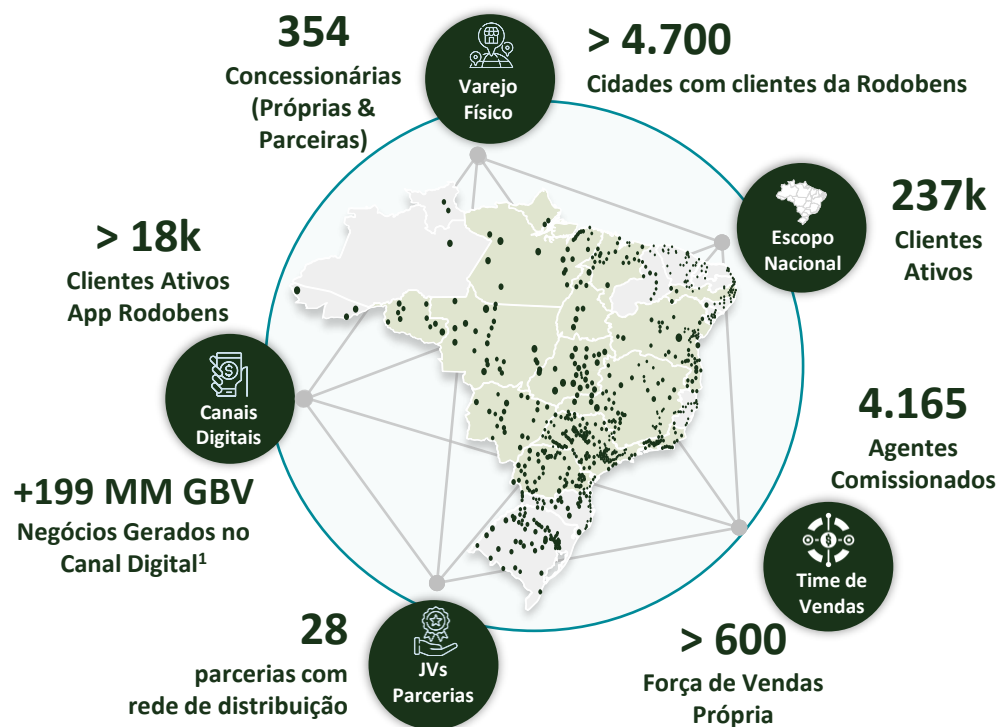 354
Concessionárias
(Próprias &
Parceiras)
Varejo
Físico
> 4.700
Cidades com clientes da Rodobens
Escopo
Nacional
237k
Clientes
Ativos
> 18k
Clientes Ativos
App Rodobens
Canais
Digitais
+199 MM GBV
Negócios Gerados no
Canal Digital¹
4.165
Agentes
Comissionados
Time de
Vendas
> 600
Força de Vendas
Própria
28
parcerias com
rede de distribuição
JVs
Parcerias